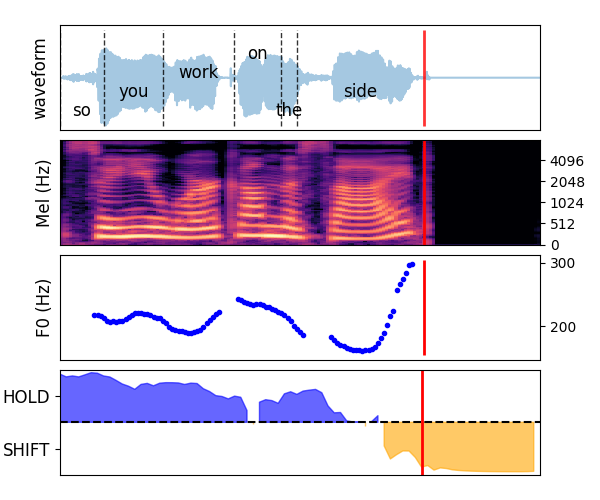 waveform
so
you
work
on
the
side
Mel (Hz)
4096
2048
1024
512
0
F0 (Hz)
300
200
HOLD
SHIFT